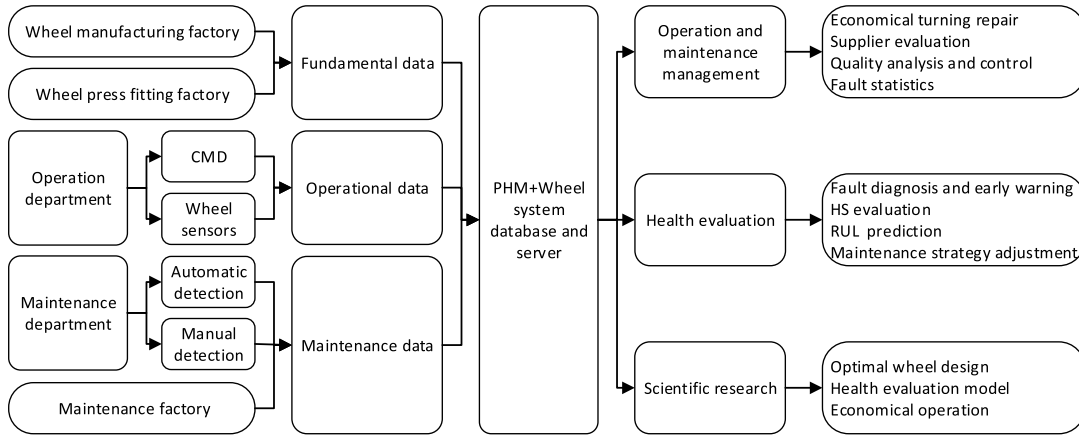 Wheel manufacturing factory
Wheel press fitting factory
Fundamental data
Operation
department
CMD
Wheel
sensors
Operational data
Maintenance
department
Automatic
detection
Manual
detection
Maintenance factory
Maintenance data
PHM+Wheel
system
database and
server
Operation and
maintenance
management
Economical turning repair
Supplier evaluation
Quality analysis and control
Fault statistics
Health evaluation
Fault diagnosis and early warning
HS evaluation
RUL prediction
Maintenance strategy adjustment
Scientific research
Optimal wheel design
Health evaluation model
Economical operation